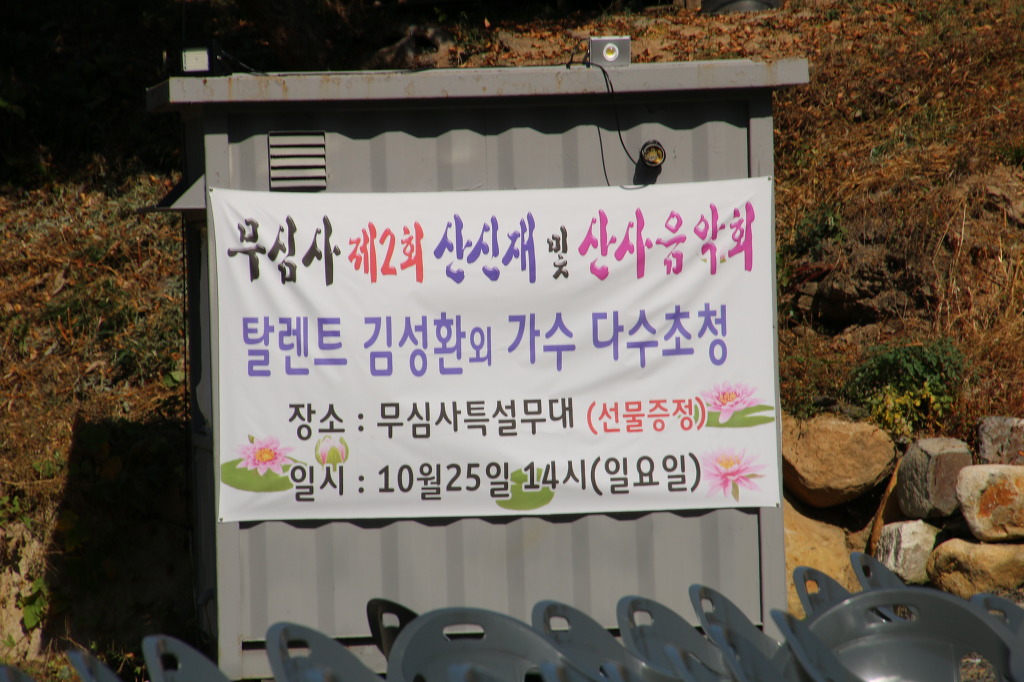 무심사 제2회 산신재 및 산사음악회
탈렌트 김성환외 가수 다수초청
장소 : 무심사특설무대 (선물증정)
일시 : 10월25일 14시(일요일)